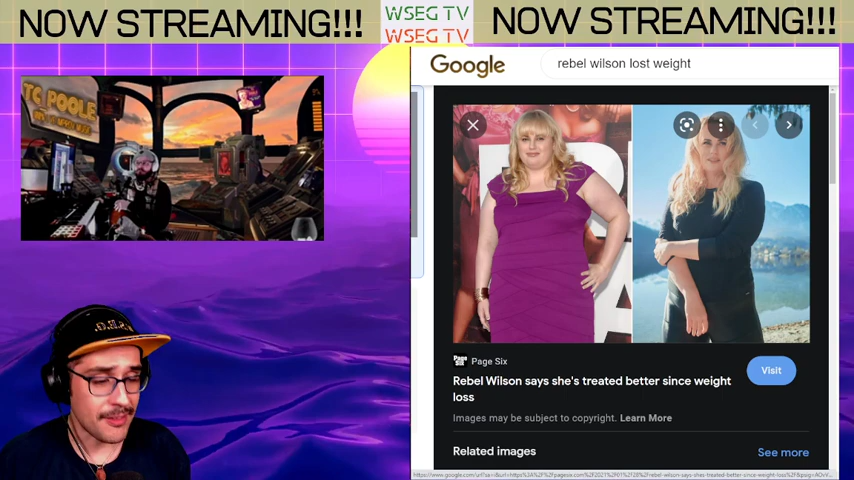 NOW STREAMING!!!
WSEG TV
WSEG TV
NOW STREAMING!!!
Google
rebel wilson lost weight
TC POOLE
Page Six
Visit
Rebel Wilson says she's treated better since weight
loss
Images may be subject to copyright. Learn More
Related images
See more